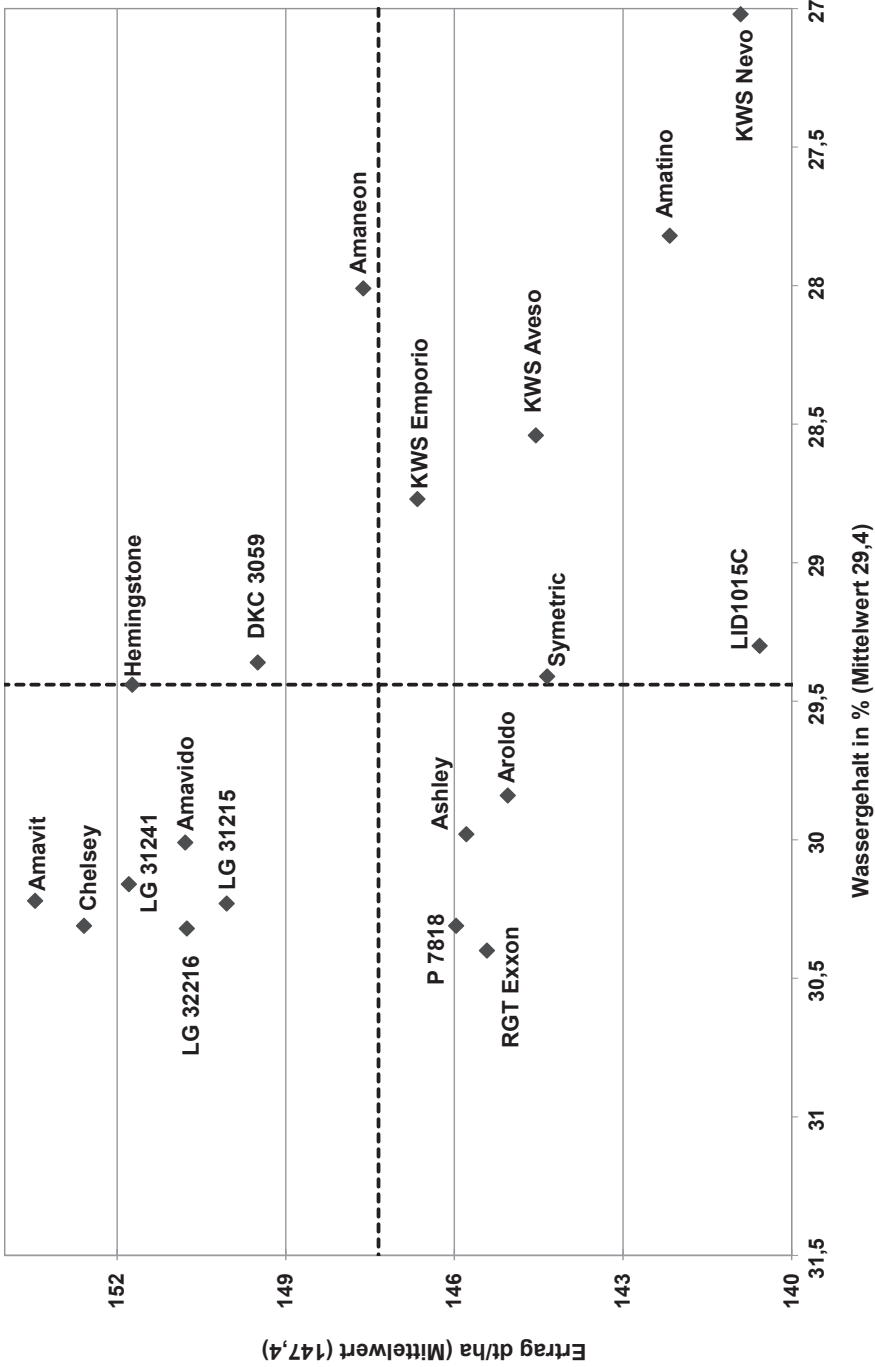 Ertrag dt/ha (Mittelwert (147,4)
152
149
146
143
140
Amavit
Chelsey
LG 31241
Hemingstone
LG 32216
Amavido
LG 31215
DKC 3059
Amaneon
KWS Emporio
P 7818
Ashley
RGT Exxon
Aroldo
KWS Aveso
Symetric
Amatino
LID1015C
KWS Nevo
31,5
31
30,5
30
29,5
29
28,5
28
27,5
27
Wassergehalt in % (Mittelwert 29,4)